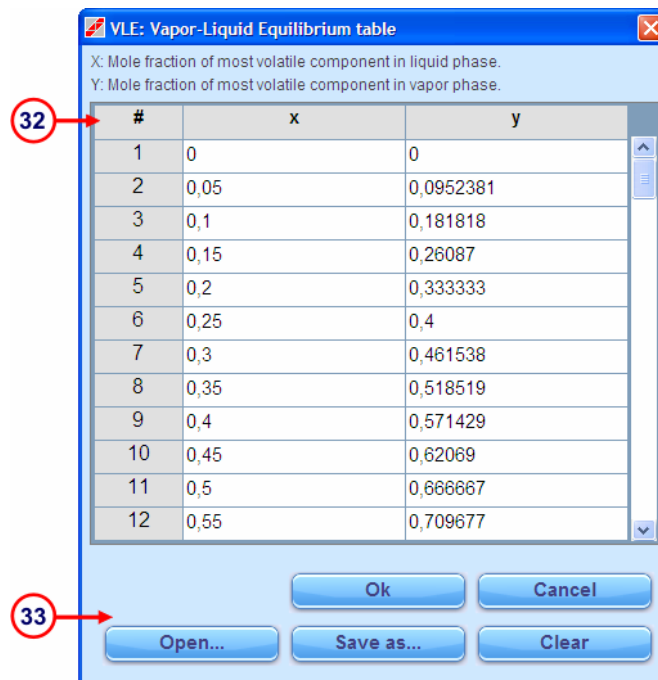 VLE: Vapor-Liquid Equilibrium table
X: Mole fraction of most volatile component in liquid phase.
Y: Mole fraction of most volatile component in vapor phase.
32
# x y
1 0 0
2 0,05 0,0952381
3 0,1 0,181818
4 0,15 0,26087
5 0,2 0,333333
6 0,25 0,4
7 0,3 0,461538
8 0,35 0,518519
9 0,4 0,571429
10 0,45 0,62069
11 0,5 0,666667
12 0,55 0,709677
Ok Cancel
33
Open... Save as... Clear